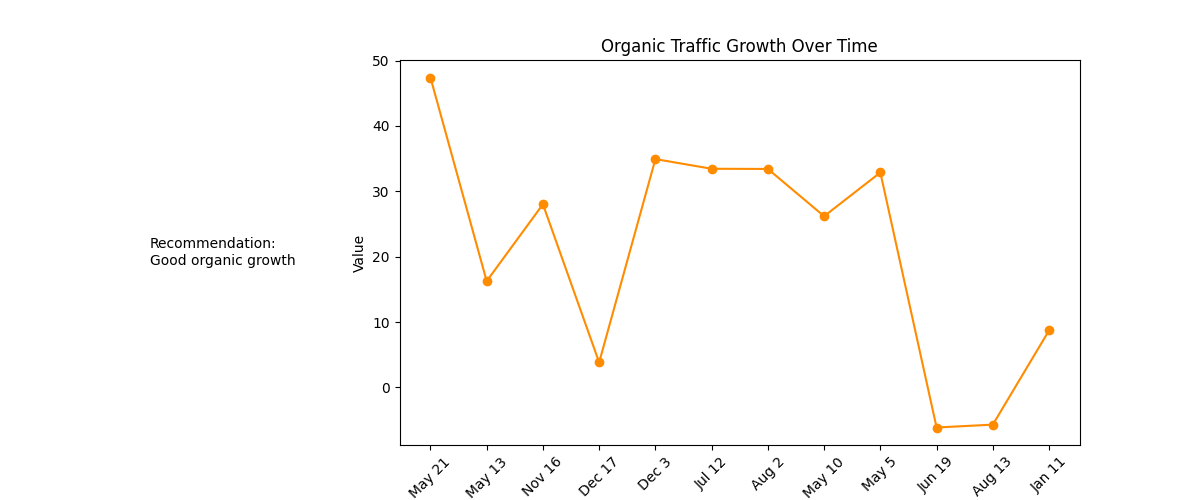 Organic Traffic Growth Over Time
Recommendation:
Good organic growth
Value
50
40
30
20
10
0
May 21
May 13
Nov 16
Dec 17
Dec 3
Jul 12
Aug 2
May 10
May 5
Jun 19
Aug 13
Jan 11